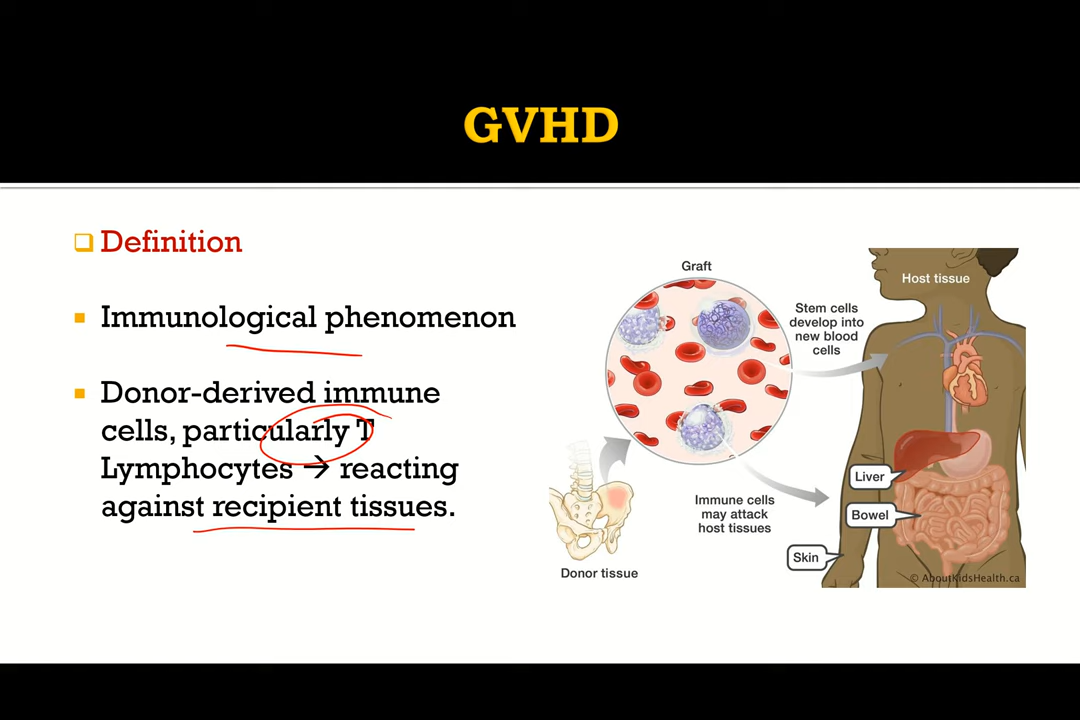 GVHD
Definition
Immunological phenomenon
Donor-derived immune
cells, particularly T
Lymphocytes → reacting
against recipient tissues.
Graft
Host tissue
Stem cells
develop into
new blood
cells
Liver
Immune cells
may attack
host tissues
Bowel
Skin
Donor tissue
© AboutKidsHealth.ca